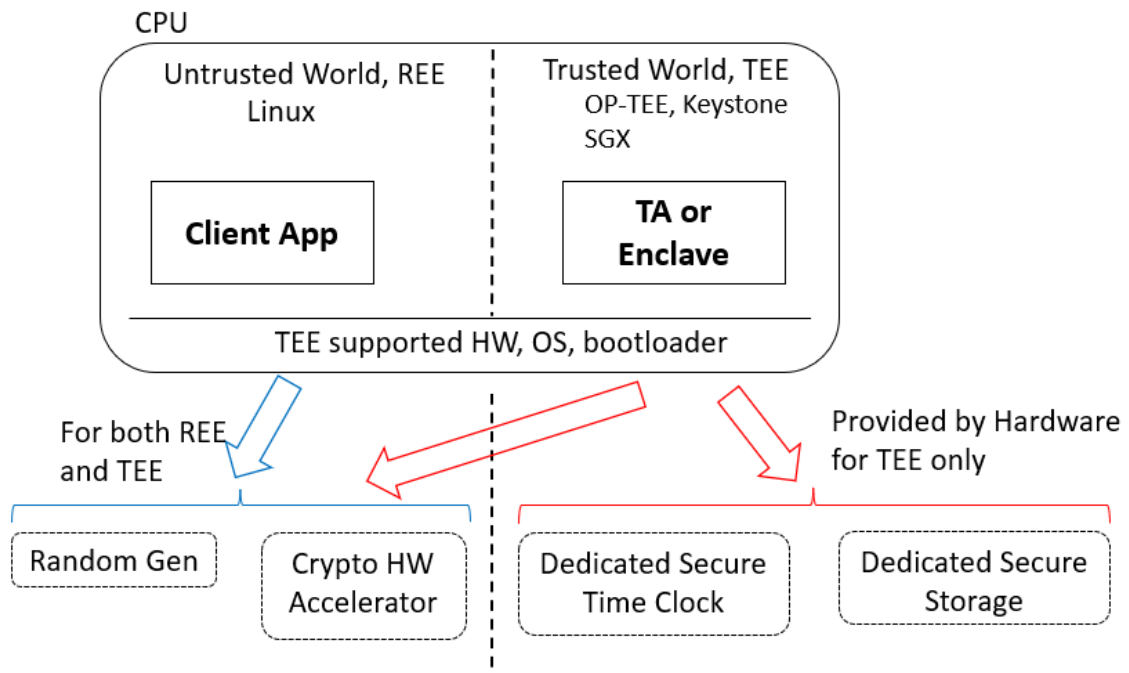 CPU
Untrusted World, REE
Linux
Trusted World, TEE
OP-TEE, Keystone
SGX
Client App
TA or
Enclave
TEE supported HW, OS, bootloader
For both REE
and TEE
Provided by Hardware
for TEE only
Random Gen
Crypto HW
Accelerator
Dedicated Secure
Time Clock
Dedicated Secure
Storage